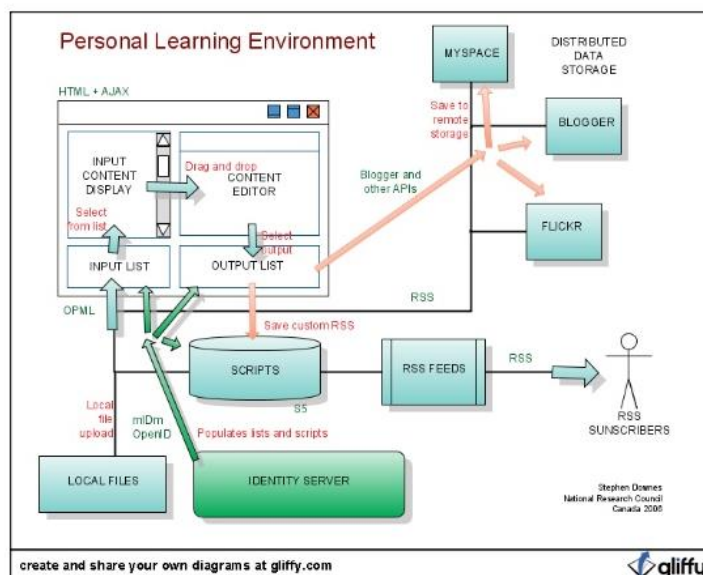 Personal Learning Environment
MYSPACE
DISTRIBUTED
DATA
STORAGE
HTML + AJAX
Save to
remote
storage
BLOGGER
INPUT
CONTENT
DISPLAY
Drag and drop
CONTENT
EDITOR
Blogger and
other APIs
Select
from list
FLICKR
Select
output
INPUT LIST
OUTPUT LIST
OPML
RSS
Save custom RSS
SCRIPTS
RSS FEEDS
RSS
S5
Local
file
upload
mIDm
OpenID
Populates lists and scripts
RSS
SUNSCRIBERS
LOCAL FILES
IDENTITY SERVER
Stephen Downes
National Research Council
Canada 2006
create and share your own diagrams at gliffy.com
gliffy